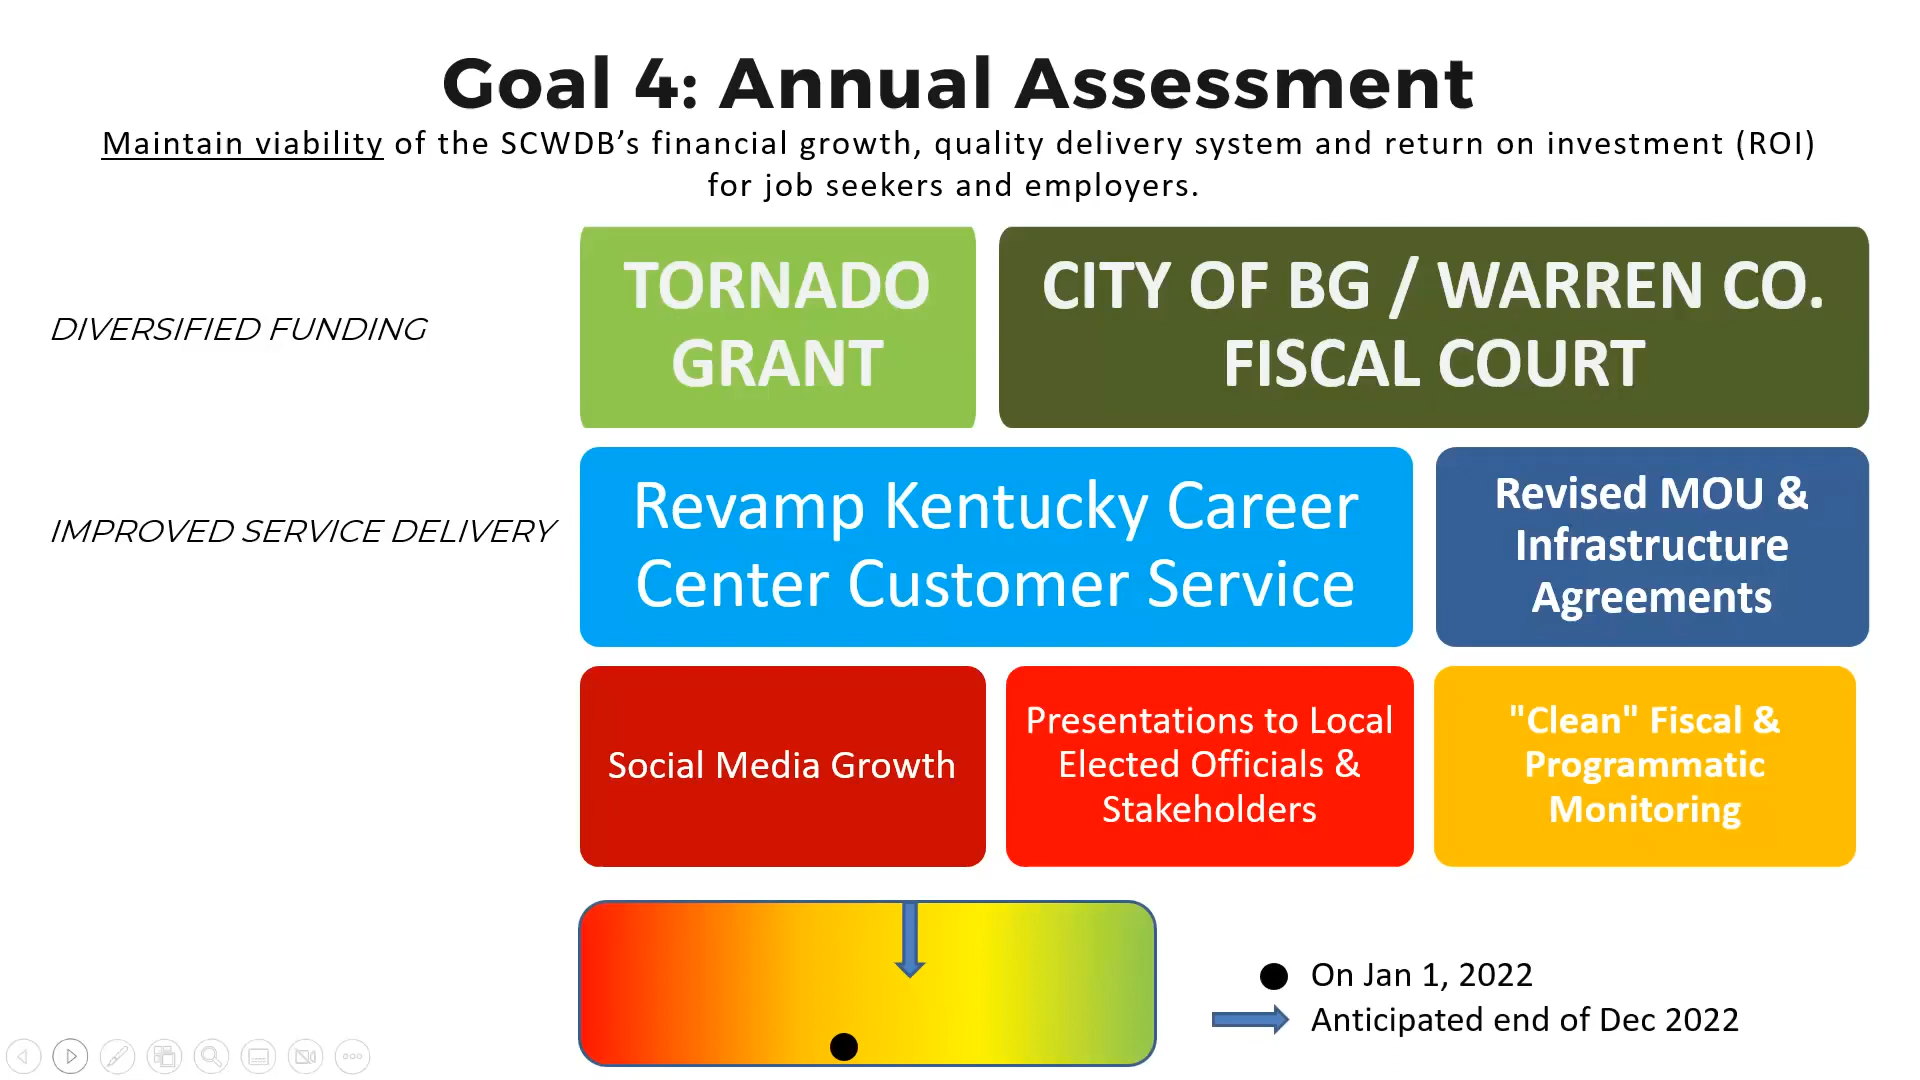 Goal 4: Annual Assessment
Maintain viability of the SCWDB’s financial growth, quality delivery system and return on investment (ROI)
for job seekers and employers.
DIVERSIFIED FUNDING
TORNADO
GRANT
CITY OF BG / WARREN CO.
FISCAL COURT
IMPROVED SERVICE DELIVERY
Revamp Kentucky Career
Center Customer Service
Revised MOU &
Infrastructure
Agreements
Social Media Growth
Presentations to Local
Elected Officials &
Stakeholders
"Clean" Fiscal &
Programmatic
Monitoring
On Jan 1, 2022
Anticipated end of Dec 2022